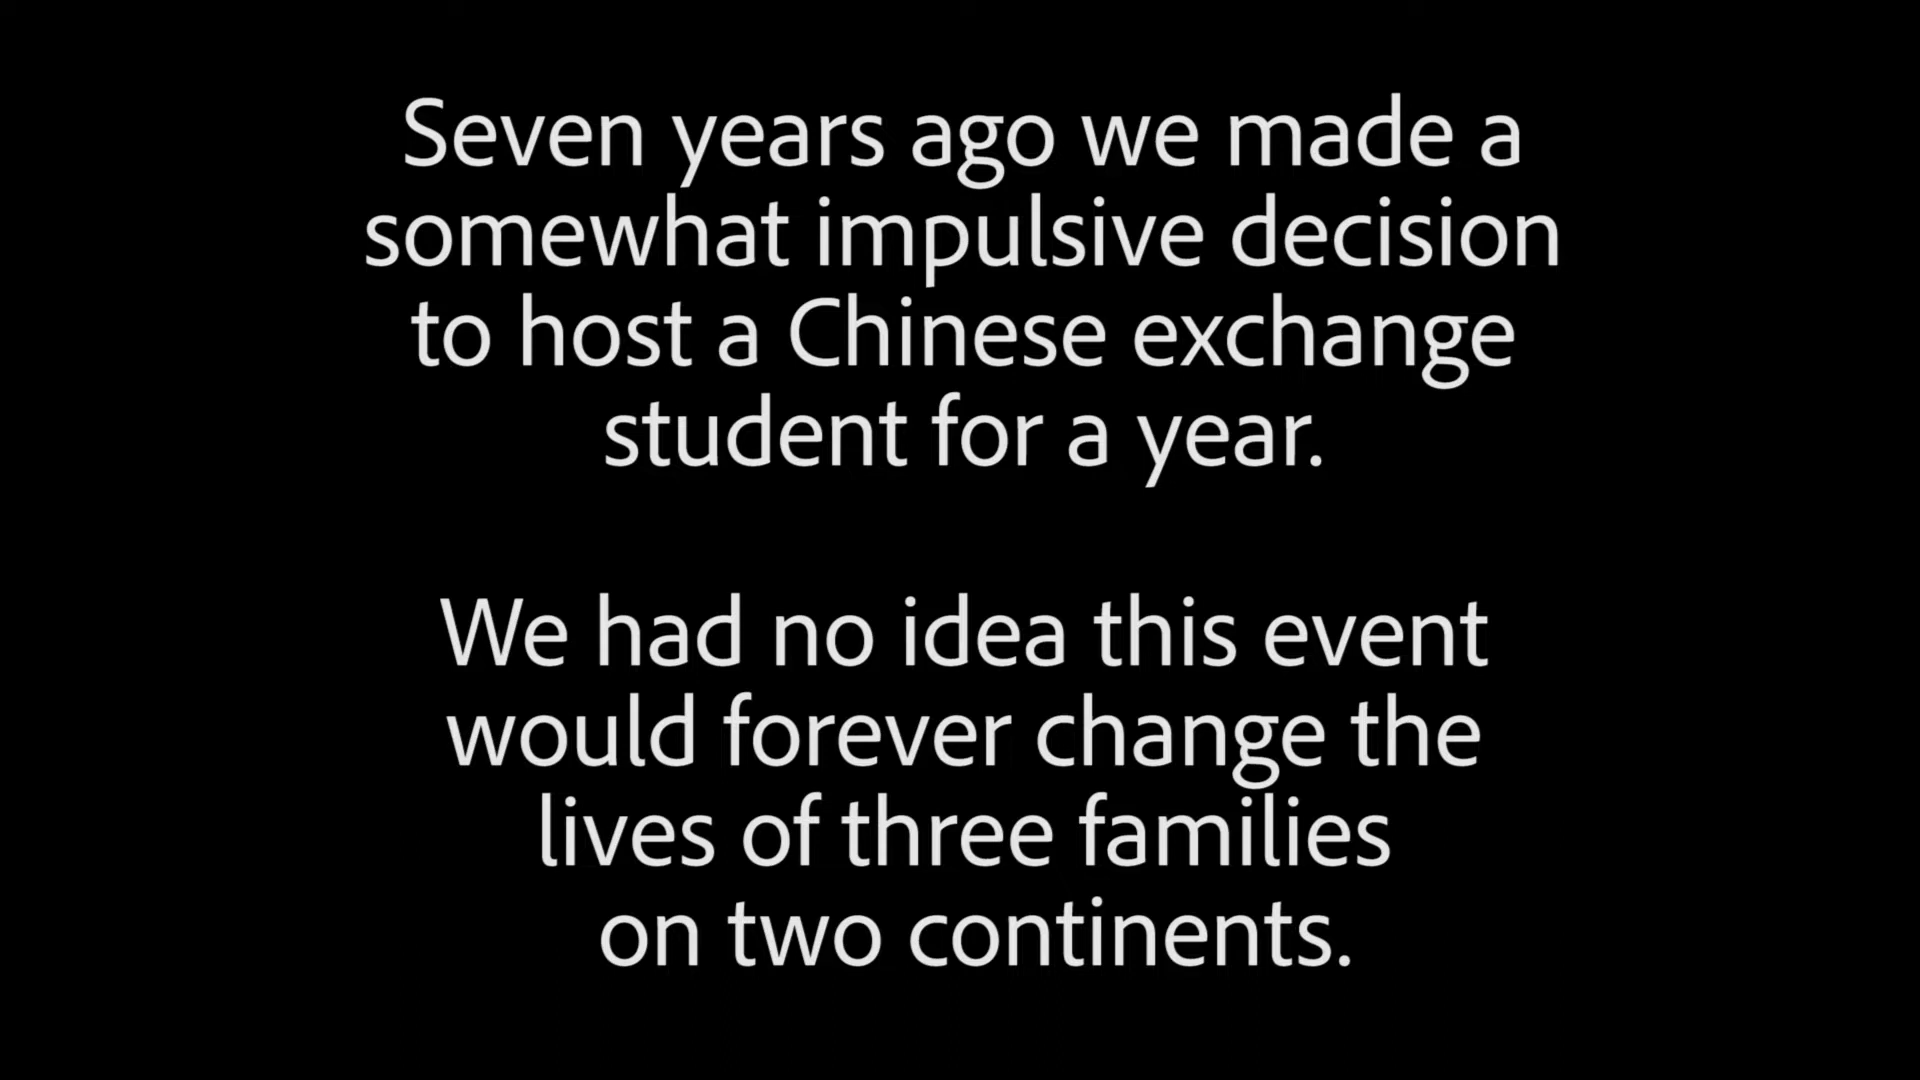 Seven years ago we made a
somewhat impulsive decision
to host a Chinese exchange
student for a year.
We had no idea this event
would forever change the
lives of three families
on two continents.